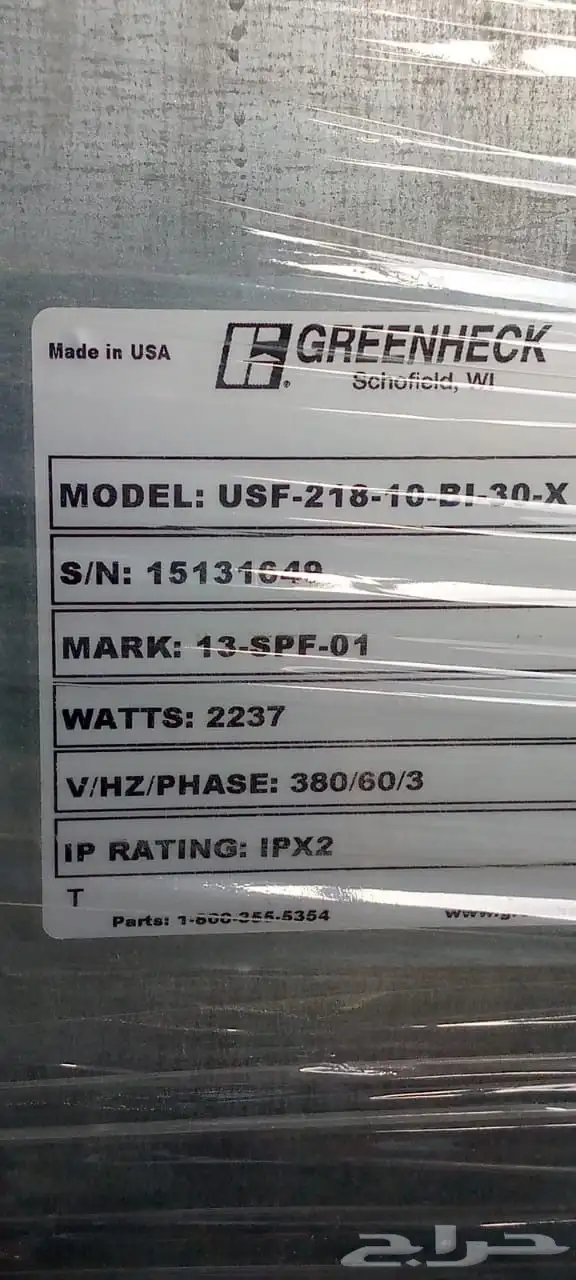 Made in USA
GREENHECK
Schofield, WI
MODEL: USF-218-10-BI-30-X
S/N: 15131649
MARK: 13-SPF-01
WATTS: 2237
V/HZ/PHASE: 380/60/3
IP RATING: IPX2
T
Parts: 1-800-355-5354
حراج